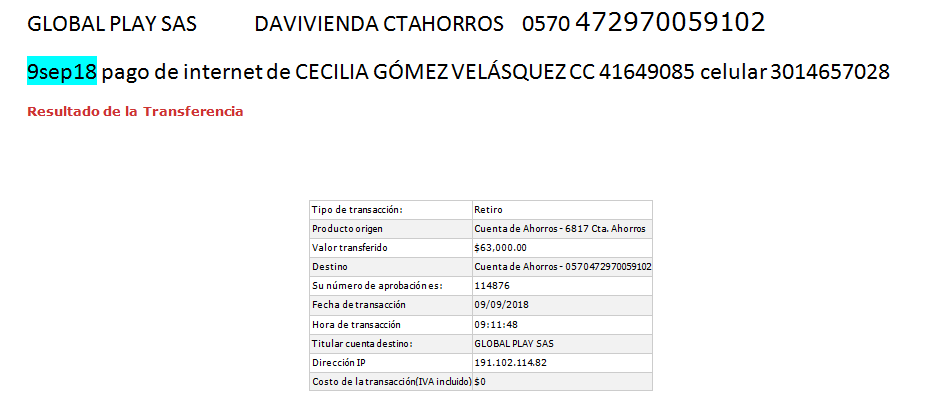 GLOBAL PLAY SAS DAVIVIENDA CTAHORROS 0570 472970059102
9sep18 pago de internet de CECILIA GÓMEZ VELÁSQUEZ CC 41649085 celular 3014657028
Resultado de la Transferencia
Tipo de transacción: Retiro
Producto origen Cuenta de Ahorros - 6817 Cta. Ahorros
Valor transferido $63,000.00
Destino Cuenta de Ahorros - 0570472970059102
Su número de aprobación es: 114876
Fecha de transacción 09/09/2018
Hora de transacción 09:11:48
Titular cuenta destino: GLOBAL PLAY SAS
Dirección IP 191.102.114.82
Costo de la transacción(IVA incluido) $0